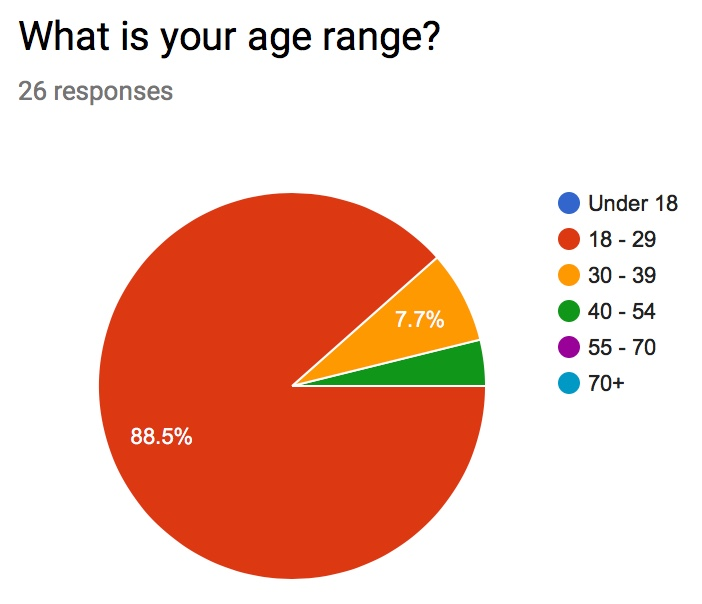 What is your age range?
26 responses
Under 18
18 - 29
30 - 39
40 - 54
55 - 70
70+
7.7%
88.5%